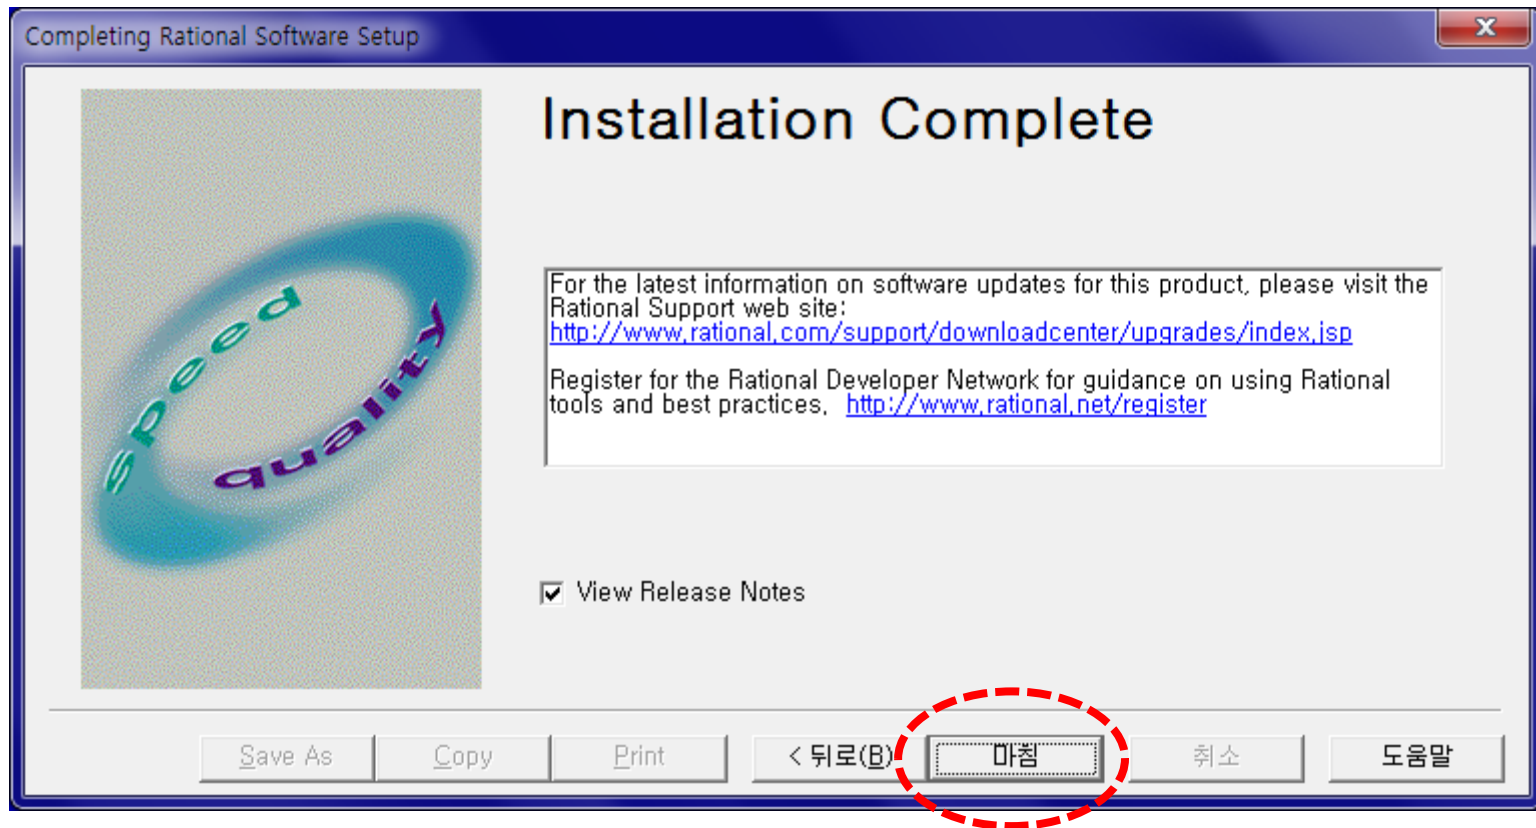 Completing Rational Software Setup
Installation Complete
speed
quality
For the latest information on software updates for this product, please visit the
Rational Support web site:
http://www.rational.com/support/downloadcenter/upgrades/index.jsp
Register for the Rational Developer Network for guidance on using Rational
tools and best practices. http://www.rational.net/register
View Release Notes
Save As Copy Print < 뒤로(B) 마침 취소 도움말